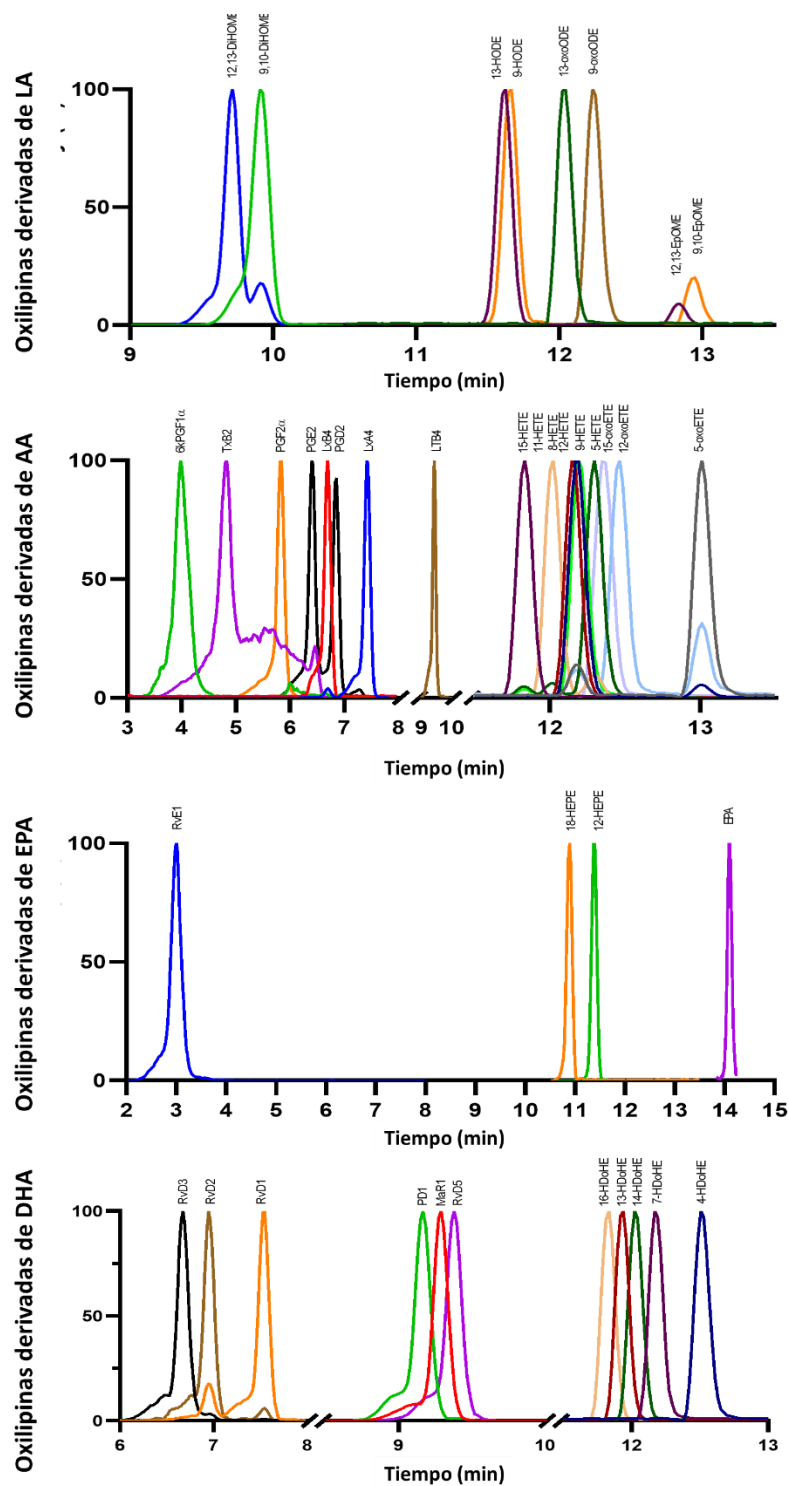 Oxilipinas derivadas de LA
12,13-DiHOME
9,10-DiHOME
13-HODE
9-HODE
13-oxoODE
9-oxoODE
12,13-EpOME
9,10-EpOME
100
50
0
9 10 11 12 13
Tiempo (min)
Oxilipinas derivadas de AA
6kPGF1α
TxB2
PGF2α
PGE2
LxB4
PGD2
LxA4
LTB4
15-HETE
11-HETE
8-HETE
12-HETE
9-HETE
5-HETE
15-oxoETE
12-oxoETE
5-oxoETE
100
50
0
3 4 5 6 7 8 9 10 12 13
Tiempo (min)
Oxilipinas derivadas de EPA
RvE1
18-HEPE
12-HEPE
EPA
100
50
0
2 3 4 5 6 7 8 9 10 11 12 13 14 15
Tiempo (min)
Oxilipinas derivadas de DHA
RvD3
RvD2
RvD1
PD1
MaR1
RvD5
16-HDoHE
13-HDoHE
14-HDoHE
7-HDoHE
4-HDoHE
100
50
0
6 7 8 9 10 12 13
Tiempo (min)